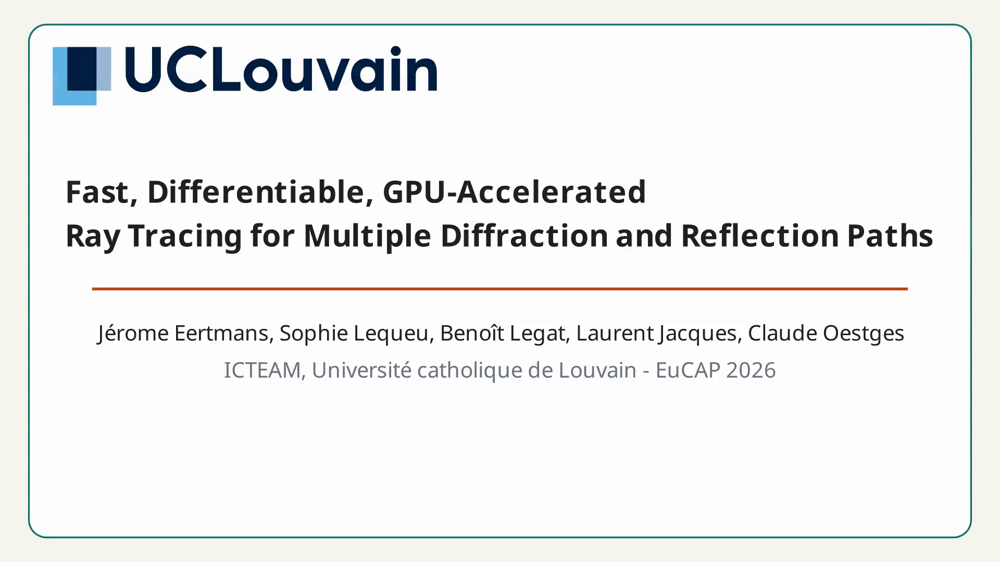 UCLouvain
Fast, Differentiable, GPU-Accelerated
Ray Tracing for Multiple Diffraction and Reflection Paths
Jérome Eertmans, Sophie Lequeu, Benoît Legat, Laurent Jacques, Claude Oestges
ICTEAM, Université catholique de Louvain - EuCAP 2026